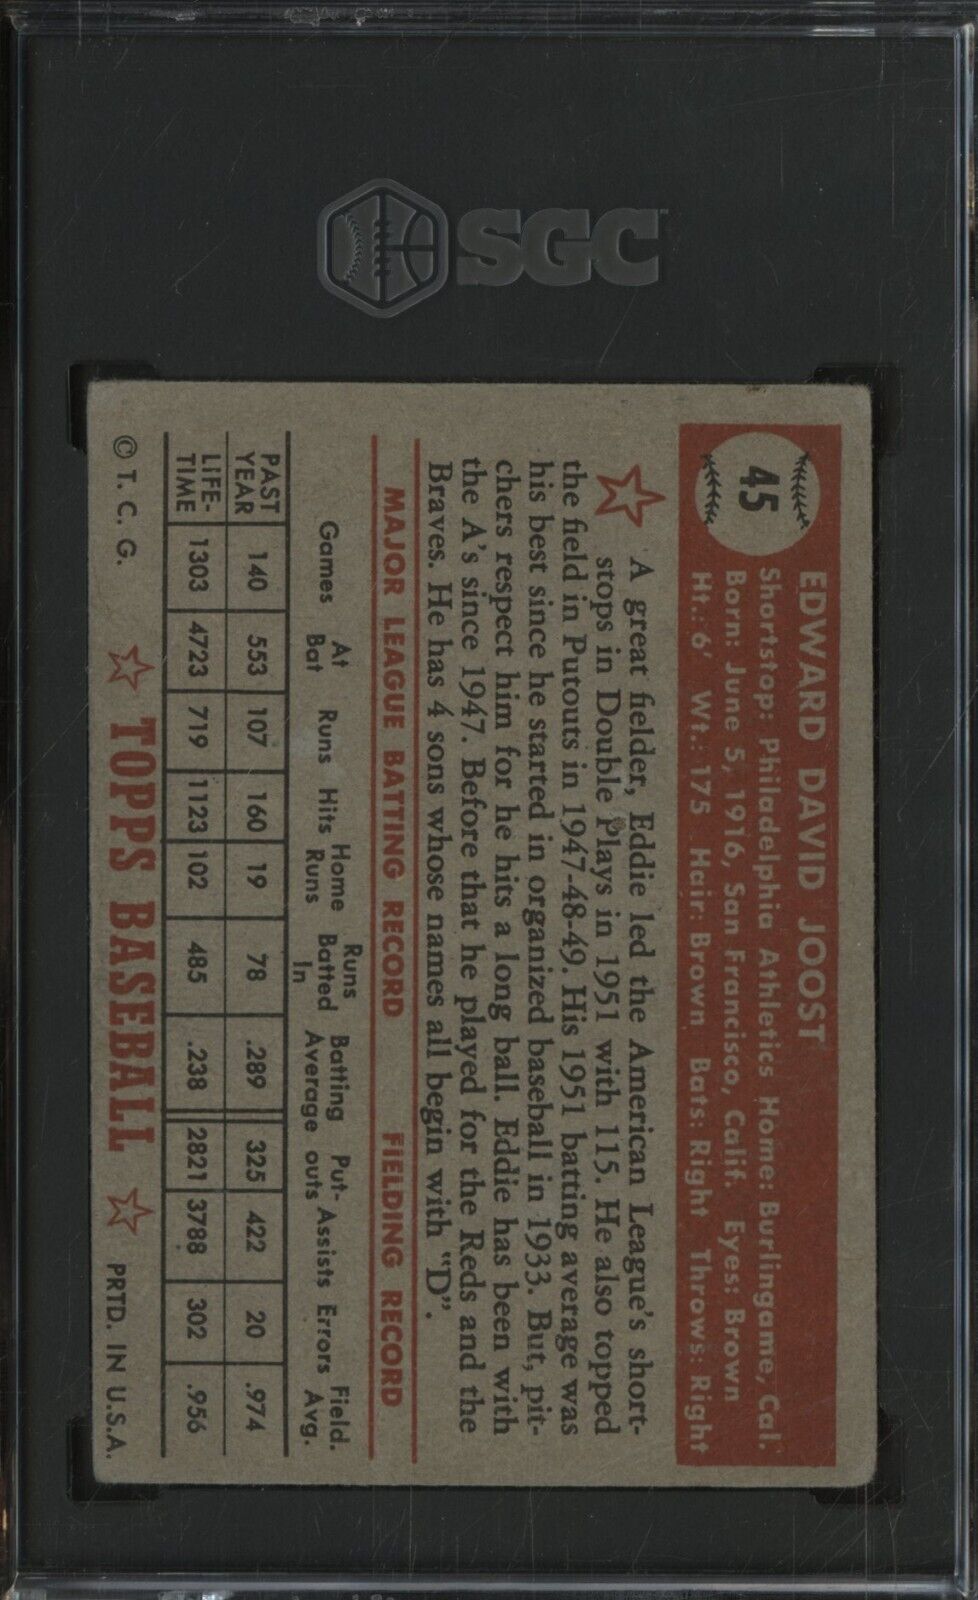 SGC
45
EDWARD DAVID JOOST
Shortstop: Philadelphia Athletics Home: Burlingame, Cal.
Born: June 5, 1916, San Francisco, Calif. Eyes: Brown
Ht.: 6' Wt.: 175 Hair: Brown Bats: Right Throws: Right
A great fielder, Eddie led the American League's short-
stops in Double Plays in 1951 with 115. He also topped
the field in Putouts in 1947-48-49. His 1951 batting average was
his best since he started in organized baseball in 1933. But, pit-
chers respect him for he hits a long ball. Eddie has been with
the A's since 1947. Before that he played for the Reds and the
Braves. He has 4 sons whose names all begin with "D".
MAJOR LEAGUE BATTING RECORD FIELDING RECORD
Games At Bat Runs Hits Home Runs Runs Batted In Batting Average Put-outs Assists Errors Field. Avg.
PAST YEAR 140 553 107 160 19 78 .289 325 422 20 .974
LIFE-TIME 1303 4723 719 1123 102 485 .238 2821 3788 302 .956
© T. C. G. TOPPS BASEBALL PRTD. IN U.S.A.